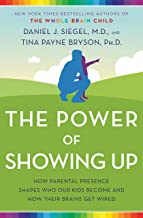 NEW YORK TIMES BESTSELLING AUTHORS OF
THE WHOLE-BRAIN CHILD
DANIEL J. SIEGEL, M.D., AND
TINA PAYNE BRYSON, PH.D.
THE POWER
OF
SHOWING UP
HOW PARENTAL PRESENCE
SHAPES WHO OUR KIDS BECOME AND
HOW THEIR BRAINS GET WIRED